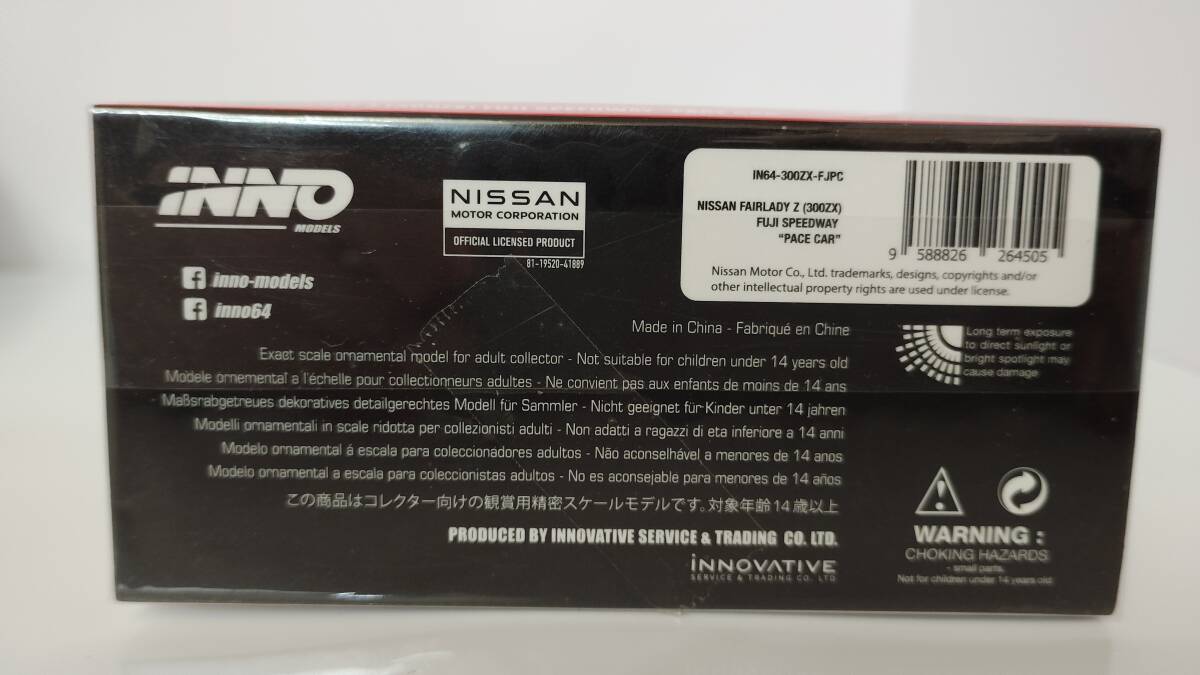 INNO
MODELS
inno-models
inno64
NISSAN
MOTOR CORPORATION
OFFICIAL LICENSED PRODUCT
81-19520-41889
IN64-300ZX-FJPC
NISSAN FAIRLADY Z (300ZX)
FUJI SPEEDWAY
"PACE CAR"
9 588826 264505
Nissan Motor Co., Ltd. trademarks, designs, copyrights and/or
other intellectual property rights are used under license.
Made in China - Fabriqué en Chine
Long term exposure
to direct sunlight or
bright spotlight may
cause damage
Exact scale ornamental model for adult collector - Not suitable for children under 14 years old
Modele ornemental a l'échelle pour collectionneurs adultes - Ne convient pas aux enfants de moins de 14 ans
Maßsrabgetreues dekoratives detailgerechtes Modell für Sammler - Nicht geeignet für Kinder unter 14 jahren
Modelli ornamentali in scale ridotta per collezionisti adulti - Non adatti a ragazzi di eta inferiore a 14 anni
Modelo ornamental á escala para coleccionadores adultos - Não aconselhável a menores de 14 anos
Modelo ornamental a escala para coleccionistas adultos - No es aconsejable para menores de 14 años
この商品はコレクター向けの観賞用精密スケールモデルです。対象年齢14歳以上
PRODUCED BY INNOVATIVE SERVICE & TRADING CO. LTD.
INNOVATIVE
SERVICE & TRADING CO. LTD
WARNING :
CHOKING HAZARDS
- small parts.
Not for children under 14 years old